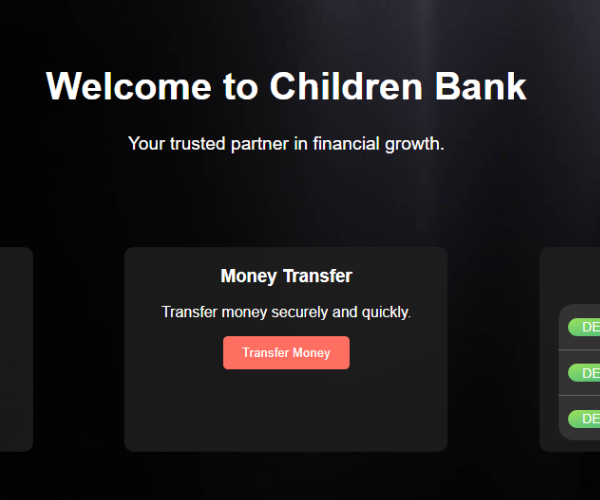 Welcome to Children Bank
Your trusted partner in financial growth.
Money Transfer
Transfer money securely and quickly.
Transfer Money
DE
DE
DE